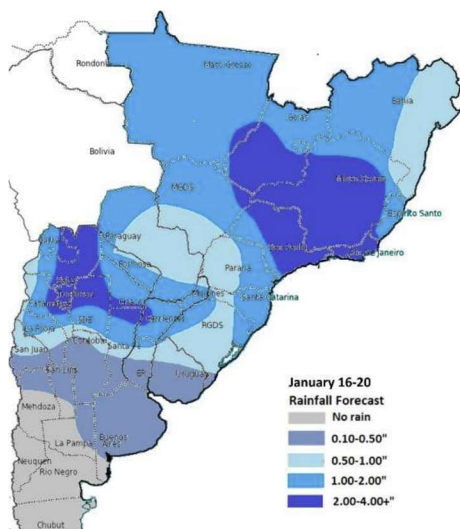 Rondonia
Mato Grosso
Bahia
Goias
Bolivia
MGDS
Espirito Santo
Sao Paulo
Rio de Janeiro
Paraguay
Parana
Formosa
Santa Catarina
Chaco
Misiones
Corrientes
La Rioja
RGDS
San Juan
Cordoba
Santa
San Luis
ER
Uruguay
Mendoza
La Pampa
Buenos
Aires
Neuquen
Rio Negro
Chubut
January 16-20
Rainfall Forecast
No rain
0.10-0.50"
0.50-1.00"
1.00-2.00"
2.00-4.00+"